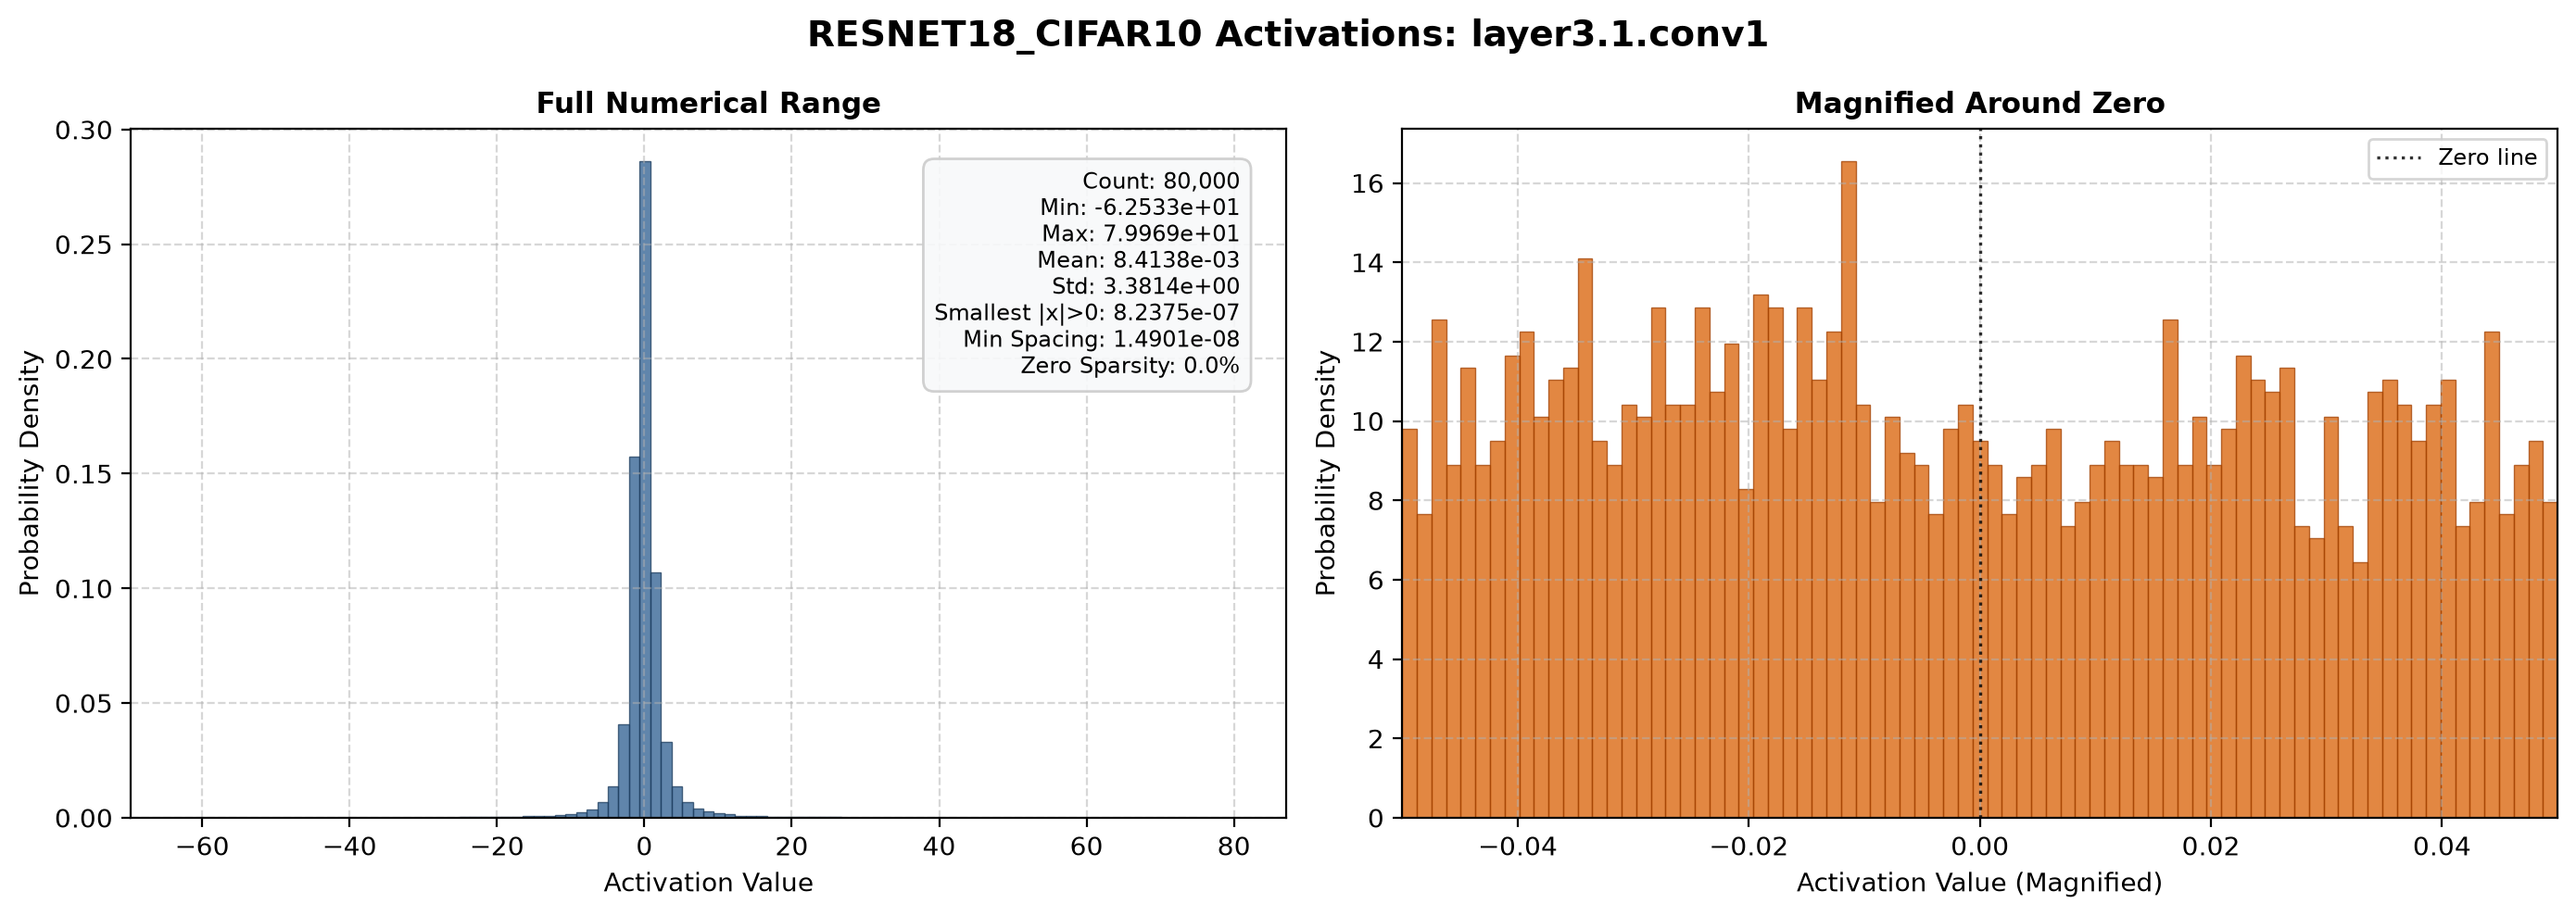 RESNET18_CIFAR10 Activations: layer3.1.conv1
Full Numerical Range
Probability Density
0.30
0.25
0.20
0.15
0.10
0.05
0.00
Count: 80,000
Min: -6.2533e+01
Max: 7.9969e+01
Mean: 8.4138e-03
Std: 3.3814e+00
Smallest |x|>0: 8.2375e-07
Min Spacing: 1.4901e-08
Zero Sparsity: 0.0%
−60 −40 −20 0 20 40 60 80
Activation Value
Magnified Around Zero
Probability Density
16
14
12
10
8
6
4
2
0
Zero line
−0.04 −0.02 0.00 0.02 0.04
Activation Value (Magnified)